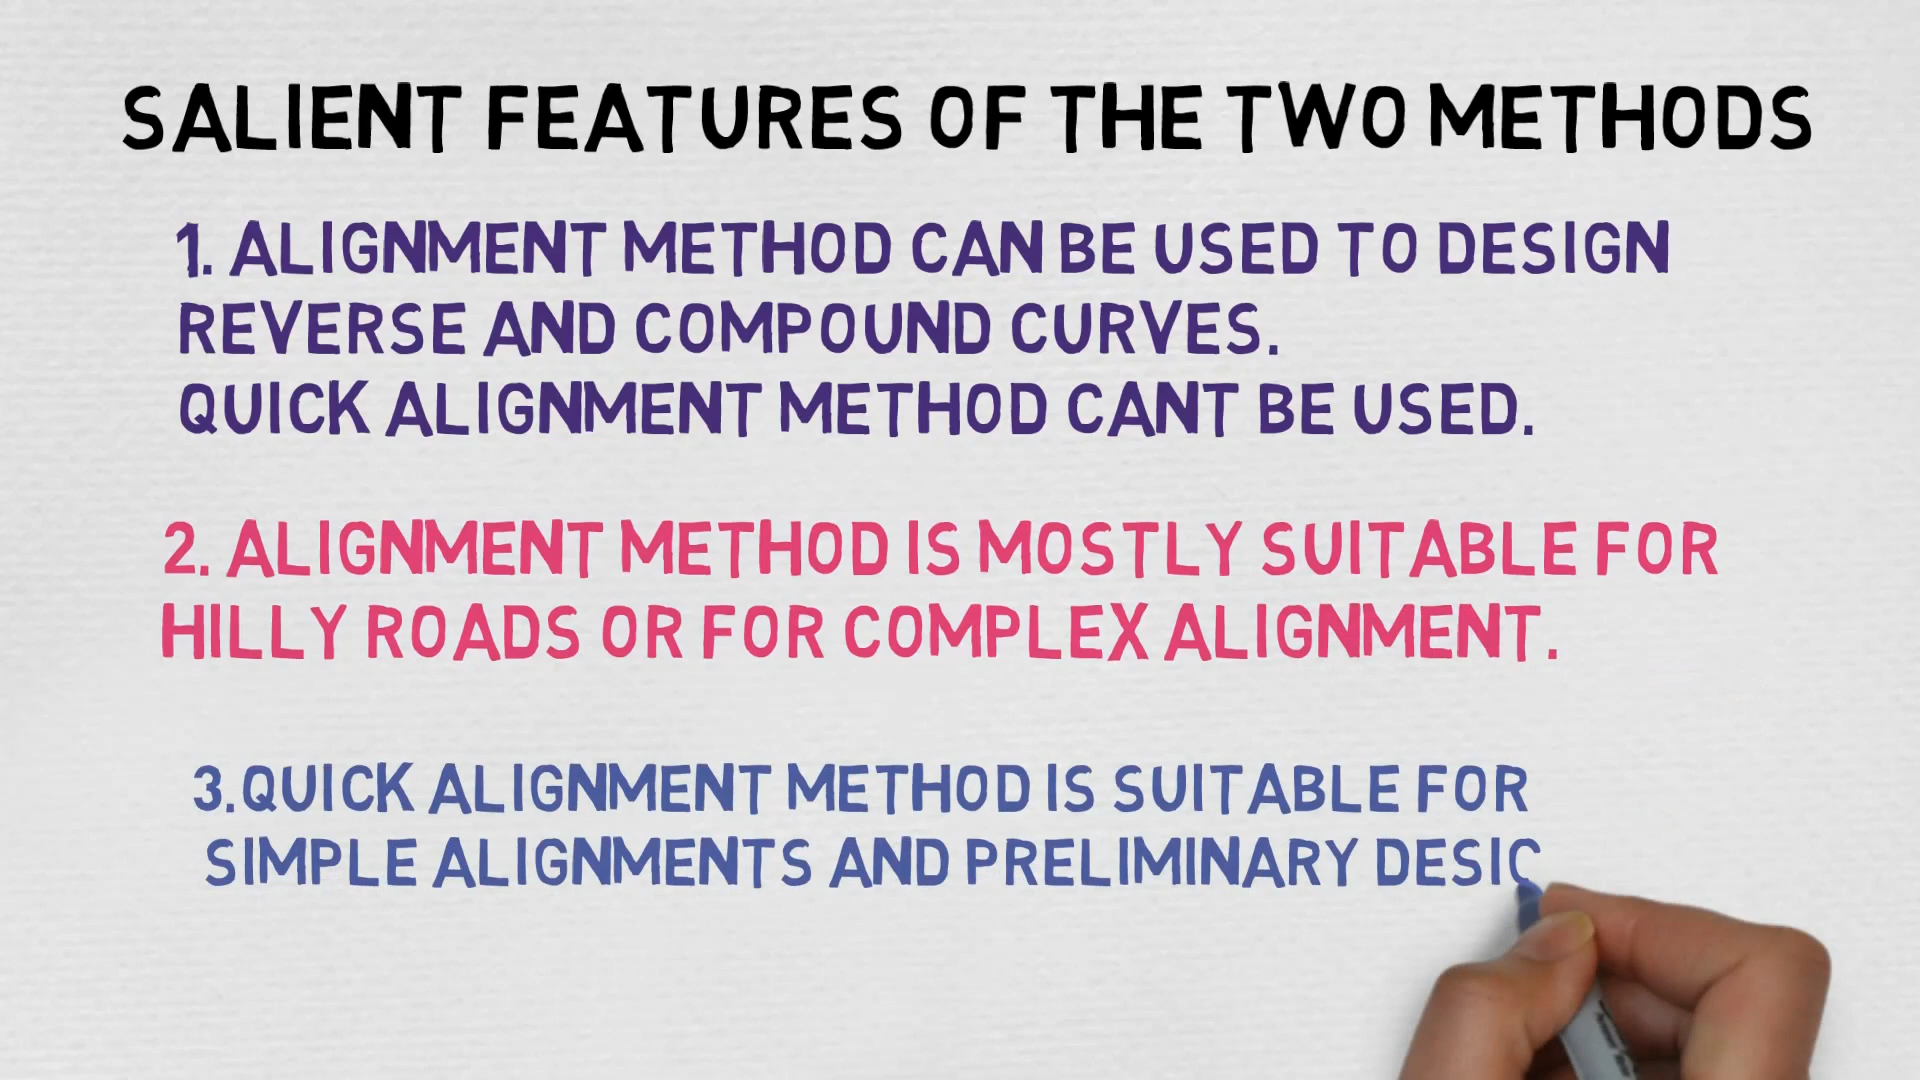 SALIENT FEATURES OF THE TWO METHODS
1. ALIGNMENT METHOD CAN BE USED TO DESIGN
REVERSE AND COMPOUND CURVES.
QUICK ALIGNMENT METHOD CANT BE USED.
2. ALIGNMENT METHOD IS MOSTLY SUITABLE FOR
HILLY ROADS OR FOR COMPLEX ALIGNMENT.
3.QUICK ALIGNMENT METHOD IS SUITABLE FOR
SIMPLE ALIGNMENTS AND PRELIMINARY